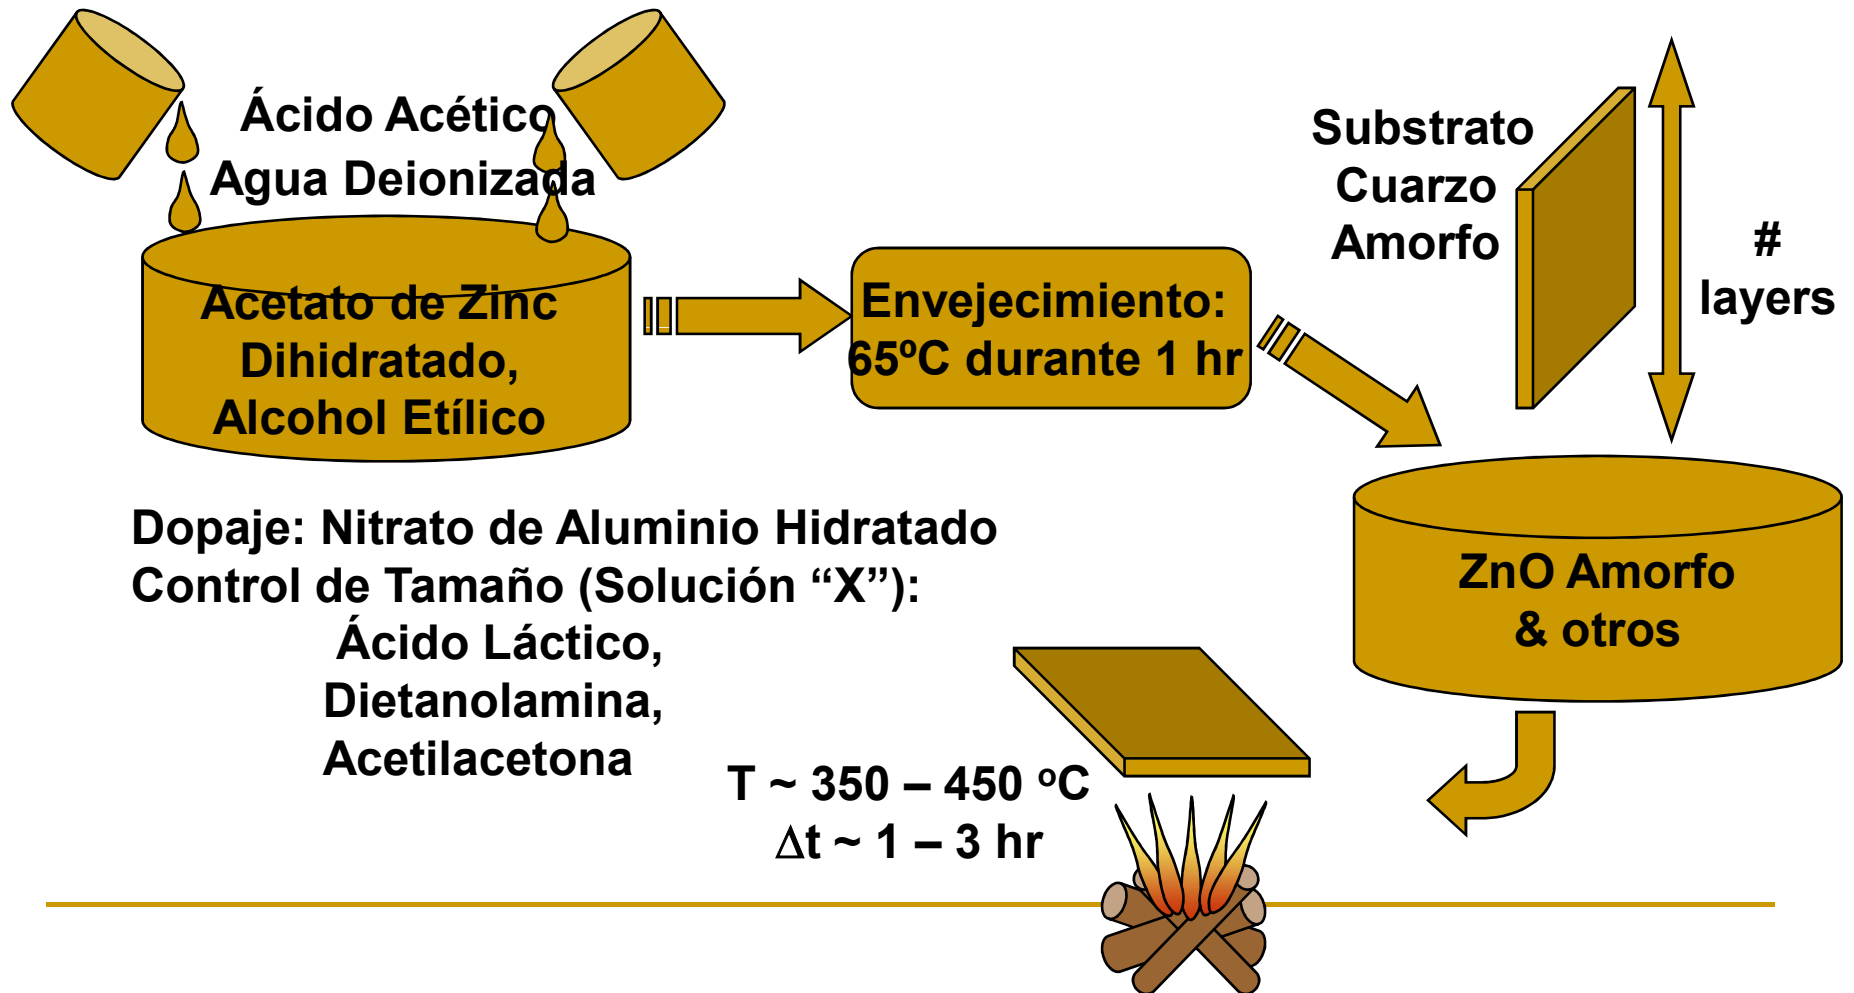 Ácido Acético
Agua Deionizada
Acetato de Zinc
Dihidratado,
Alcohol Etílico
Envejecimiento:
65ºC durante 1 hr
Substrato
Cuarzo
Amorfo
#
layers
ZnO Amorfo
& otros
Dopaje: Nitrato de Aluminio Hidratado
Control de Tamaño (Solución “X”):
Ácido Láctico,
Dietanolamina,
Acetilacetona
T ~ 350 – 450 ºC
Δt ~ 1 – 3 hr